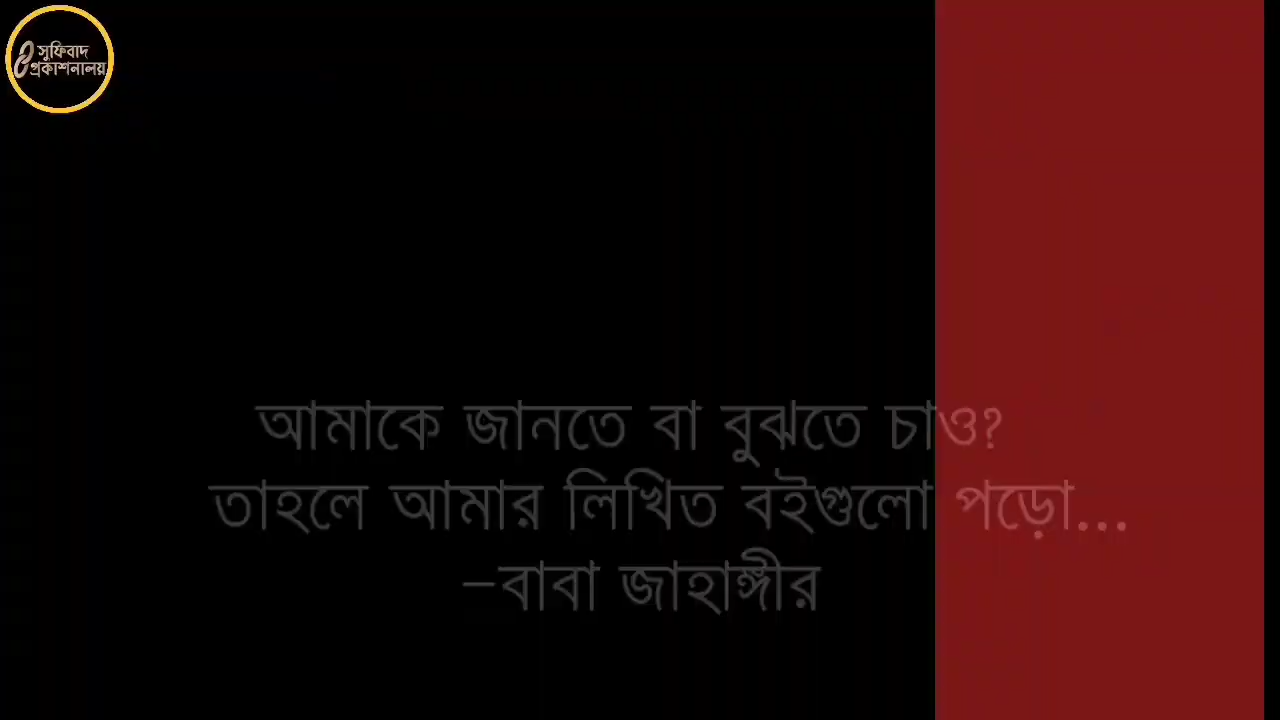 সুফিবাদ
প্রকাশনালয়
আমাকে জানতে বা বুঝতে চাও?
তাহলে আমার লিখিত বইগুলো পড়ো...
–বাবা জাহাঙ্গীর